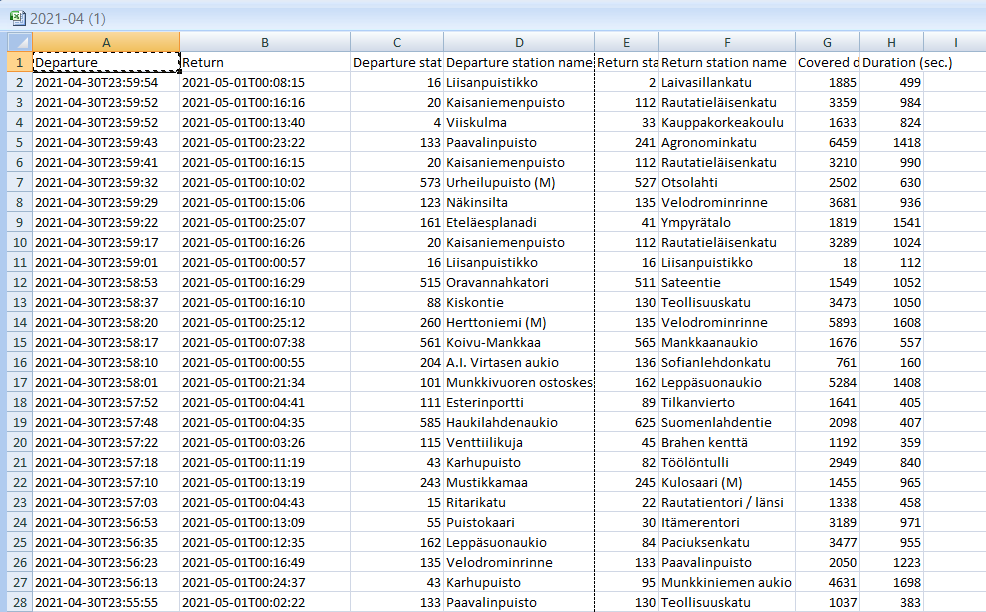 2021-04 (1)
A B C D E F G H I
1 Departure Return Departure stat Departure station name Return sta Return station name Covered d Duration (sec.)
2 2021-04-30T23:59:54 2021-05-01T00:08:15 16 Liisanpuistikko 2 Laivasillankatu 1885 499
3 2021-04-30T23:59:52 2021-05-01T00:16:16 20 Kaisaniemenpuisto 112 Rautatieläisenkatu 3359 984
4 2021-04-30T23:59:52 2021-05-01T00:13:40 4 Viiskulma 33 Kauppakorkeakoulu 1633 824
5 2021-04-30T23:59:43 2021-05-01T00:23:22 133 Paavalinpuisto 241 Agronominkatu 6459 1418
6 2021-04-30T23:59:41 2021-05-01T00:16:15 20 Kaisaniemenpuisto 112 Rautatieläisenkatu 3210 990
7 2021-04-30T23:59:32 2021-05-01T00:10:02 573 Urheilupuisto (M) 527 Otsolahti 2502 630
8 2021-04-30T23:59:29 2021-05-01T00:15:06 123 Näkinsilta 135 Velodrominrinne 3681 936
9 2021-04-30T23:59:22 2021-05-01T00:25:07 161 Eteläesplanadi 41 Ympyrätalo 1819 1541
10 2021-04-30T23:59:17 2021-05-01T00:16:26 20 Kaisaniemenpuisto 112 Rautatieläisenkatu 3289 1024
11 2021-04-30T23:59:01 2021-05-01T00:00:57 16 Liisanpuistikko 16 Liisanpuistikko 18 112
12 2021-04-30T23:58:53 2021-05-01T00:16:29 515 Oravannahkatori 511 Sateentie 1549 1052
13 2021-04-30T23:58:37 2021-05-01T00:16:10 88 Kiskontie 130 Teollisuuskatu 3473 1050
14 2021-04-30T23:58:20 2021-05-01T00:25:12 260 Herttoniemi (M) 135 Velodrominrinne 5893 1608
15 2021-04-30T23:58:17 2021-05-01T00:07:38 561 Koivu-Mankkaa 565 Mankkaanaukio 1676 557
16 2021-04-30T23:58:10 2021-05-01T00:00:55 204 A.I. Virtasen aukio 136 Sofianlehdonkatu 761 160
17 2021-04-30T23:58:01 2021-05-01T00:21:34 101 Munkkivuoren ostoskes 162 Leppäsuonaukio 5284 1408
18 2021-04-30T23:57:52 2021-05-01T00:04:41 111 Esterinportti 89 Tilkanvierto 1641 405
19 2021-04-30T23:57:48 2021-05-01T00:04:35 585 Haukilahdenaukio 625 Suomenlahdentie 2098 407
20 2021-04-30T23:57:22 2021-05-01T00:03:26 115 Venttiilikuja 45 Brahen kenttä 1192 359
21 2021-04-30T23:57:18 2021-05-01T00:11:19 43 Karhupuisto 82 Töölöntulli 2949 840
22 2021-04-30T23:57:10 2021-05-01T00:13:19 243 Mustikkamaa 245 Kulosaari (M) 1455 965
23 2021-04-30T23:57:03 2021-05-01T00:04:43 15 Ritarikatu 22 Rautatientori / länsi 1338 458
24 2021-04-30T23:56:53 2021-05-01T00:13:09 55 Puistokaari 30 Itämerentori 3189 971
25 2021-04-30T23:56:35 2021-05-01T00:12:35 162 Leppäsuonaukio 84 Paciuksenkatu 3477 955
26 2021-04-30T23:56:23 2021-05-01T00:16:49 135 Velodrominrinne 133 Paavalinpuisto 2050 1223
27 2021-04-30T23:56:13 2021-05-01T00:24:37 43 Karhupuisto 95 Munkkiniemen aukio 4631 1698
28 2021-04-30T23:55:55 2021-05-01T00:02:22 133 Paavalinpuisto 130 Teollisuuskatu 1037 383